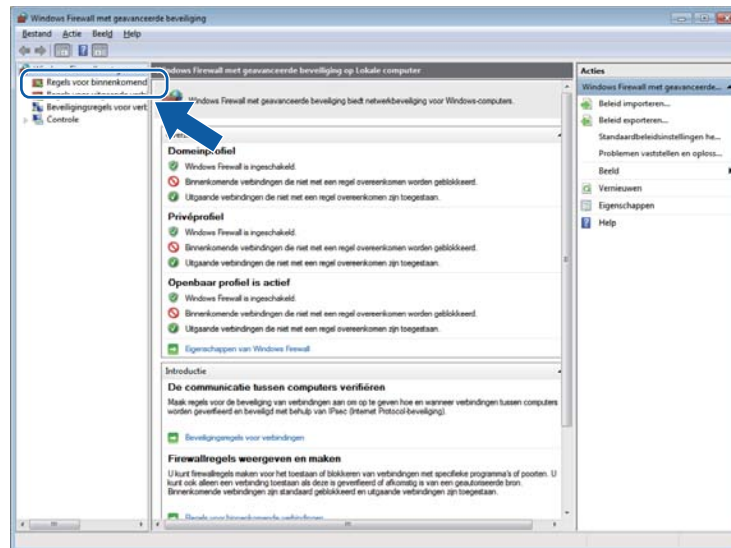 Windows Firewall met geavanceerde beveiliging
Bestand Actie Beeld Help
Regels voor binnenkomend
Beveiligingsregels voor vert
Controle
Windows Firewall met geavanceerde beveiliging op Lokale computer
Windows Firewall met geavanceerde beveiliging biedt netwerkbeveiliging voor Windows-computers.
Domeinprofiel
Windows Firewall is ingeschakeld.
Binnenkomende verbindingen die niet met een regel overeenkomen worden geblokkeerd.
Uitgaande verbindingen die niet met een regel overeenkomen zijn toegestaan.
Privéprofiel
Windows Firewall is ingeschakeld.
Binnenkomende verbindingen die niet met een regel overeenkomen worden geblokkeerd.
Uitgaande verbindingen die niet met een regel overeenkomen zijn toegestaan.
Openbaar profiel is actief
Windows Firewall is ingeschakeld.
Binnenkomende verbindingen die niet met een regel overeenkomen worden geblokkeerd.
Uitgaande verbindingen die niet met een regel overeenkomen zijn toegestaan.
Eigenschappen van Windows Firewall
Introductie
De communicatie tussen computers verifiëren
Maak regels voor de beveiliging van verbindingen aan om op te geven hoe en wanneer verbindingen tussen computers
worden geverifieerd en beveiligd met behulp van IPsec (Internet Protocol-beveiliging).
Beveiligingsregels voor verbindingen
Firewallregels weergeven en maken
U kunt firewallregels maken voor het toestaan of blokkeren van verbindingen met specifieke programma's of poorten. U
kunt ook alleen een verbinding toestaan als deze is geverifieerd of afkomstig is van een geautoriseerde bron.
Binnenkomende verbindingen zijn standaard geblokkeerd en uitgaande verbindingen zijn toegestaan.
Regels voor binnenkomende verbindingen
Acties
Windows Firewall met geavanceerde...
Beleid importeren...
Beleid exporteren...
Standaardbeleidsinstellingen he...
Problemen vaststellen en oploss...
Beeld
Vernieuwen
Eigenschappen
Help